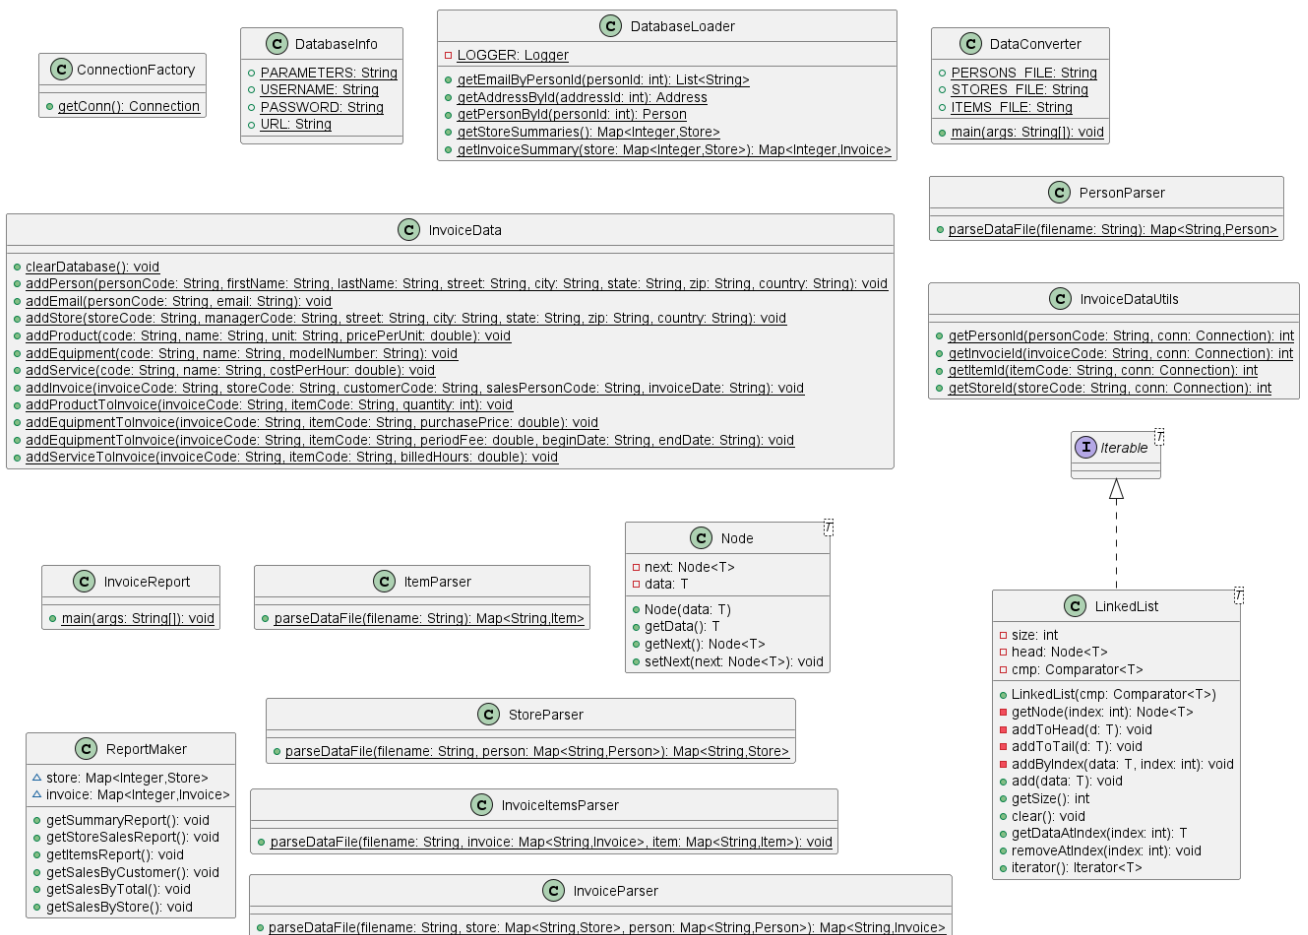 C ConnectionFactory
getConn(): Connection
C DatabaseInfo
PARAMETERS: String
USERNAME: String
PASSWORD: String
URL: String
C DatabaseLoader
LOGGER: Logger
getEmailByPersonId(personId: int): List<String>
getAddressById(addressId: int): Address
getPersonById(personId: int): Person
getStoreSummaries(): Map<Integer,Store>
getInvoiceSummary(store: Map<Integer,Store>): Map<Integer,Invoice>
C DataConverter
PERSONS_FILE: String
STORES_FILE: String
ITEMS_FILE: String
main(args: String[]): void
C PersonParser
parseDataFile(filename: String): Map<String,Person>
C InvoiceData
clearDatabase(): void
addPerson(personCode: String, firstName: String, lastName: String, street: String, city: String, state: String, zip: String, country: String): void
addEmail(personCode: String, email: String): void
addStore(storeCode: String, managerCode: String, street: String, city: String, state: String, zip: String, country: String): void
addProduct(code: String, name: String, unit: String, pricePerUnit: double): void
addEquipment(code: String, name: String, modelNumber: String): void
addService(code: String, name: String, costPerHour: double): void
addInvoice(invoiceCode: String, storeCode: String, customerCode: String, salesPersonCode: String, invoiceDate: String): void
addProductToInvoice(invoiceCode: String, itemCode: String, quantity: int): void
addEquipmentToInvoice(invoiceCode: String, itemCode: String, purchasePrice: double): void
addEquipmentToInvoice(invoiceCode: String, itemCode: String, periodFee: double, beginDate: String, endDate: String): void
addServiceToInvoice(invoiceCode: String, itemCode: String, billedHours: double): void
C InvoiceDataUtils
getPersonId(personCode: String, conn: Connection): int
getInvocieId(invoiceCode: String, conn: Connection): int
getItemId(itemCode: String, conn: Connection): int
getStoreId(storeCode: String, conn: Connection): int
I Iterable
T
C InvoiceReport
main(args: String[]): void
C ItemParser
parseDataFile(filename: String): Map<String,Item>
C Node
T
next: Node<T>
data: T
Node(data: T)
getData(): T
getNext(): Node<T>
setNext(next: Node<T>): void
C LinkedList
T
size: int
head: Node<T>
cmp: Comparator<T>
LinkedList(cmp: Comparator<T>)
getNode(index: int): Node<T>
addToHead(d: T): void
addToTail(d: T): void
addByIndex(data: T, index: int): void
add(data: T): void
getSize(): int
clear(): void
getDataAtIndex(index: int): T
removeAtIndex(index: int): void
iterator(): Iterator<T>
C StoreParser
parseDataFile(filename: String, person: Map<String,Person>): Map<String,Store>
C ReportMaker
store: Map<Integer,Store>
invoice: Map<Integer,Invoice>
getSummaryReport(): void
getStoreSalesReport(): void
getItemsReport(): void
getSalesByCustomer(): void
getSalesByTotal(): void
getSalesByStore(): void
C InvoiceItemsParser
parseDataFile(filename: String, invoice: Map<String,Invoice>, item: Map<String,Item>): void
C InvoiceParser
parseDataFile(filename: String, store: Map<String,Store>, person: Map<String,Person>): Map<String,Invoice>